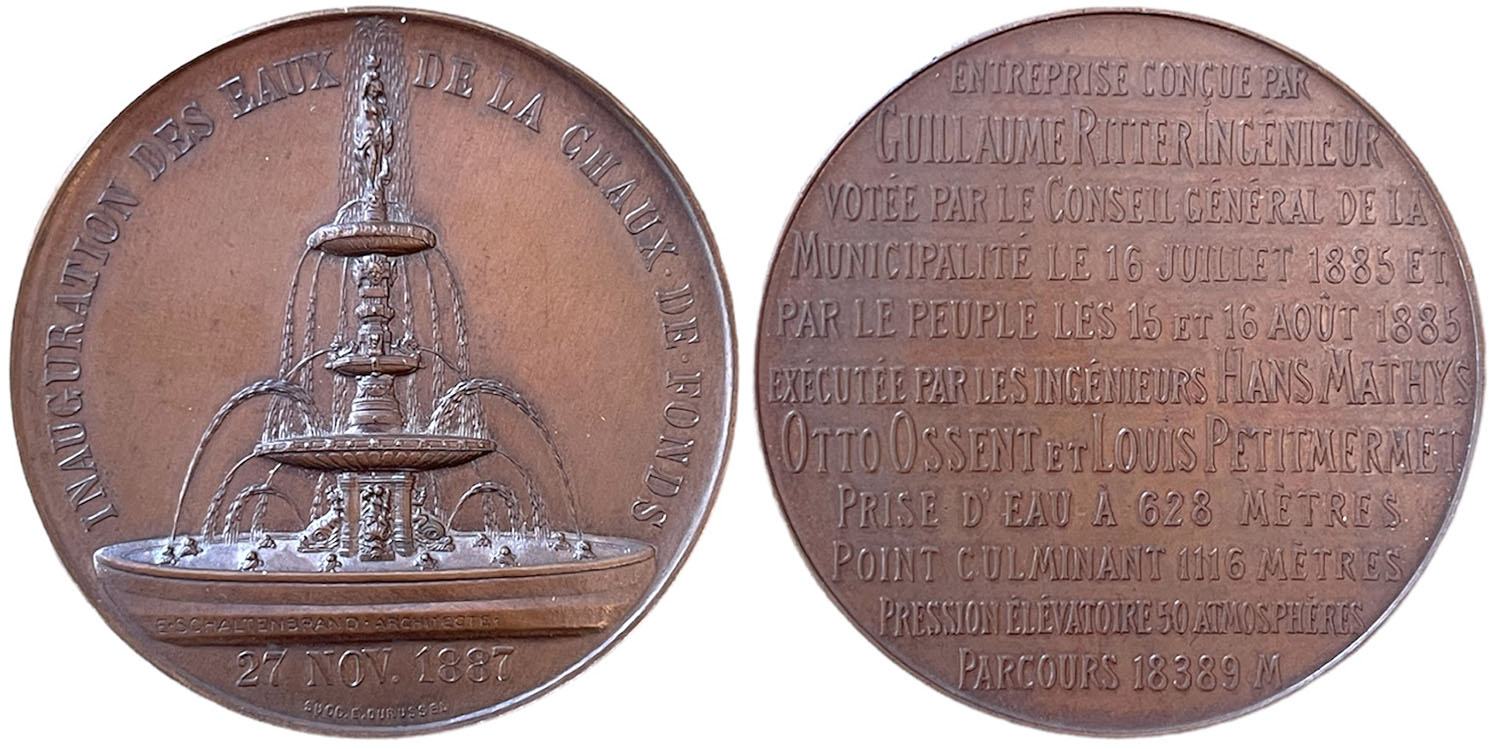 INAUGURATION DES EAUX DE LA CHAUX·DE·FONDS
E·SCHALTENBRAND·ARCHITECTE·
27 NOV. 1887
SUCC. E. DURUSSEL
ENTREPRISE CONÇUE PAR
GUILLAUME RITTER INGÉNIEUR
VOTÉE PAR LE CONSEIL GÉNÉRAL DE LA
MUNICIPALITÉ LE 16 JUILLET 1885 ET
PAR LE PEUPLE LES 15 ET 16 AOÛT 1885
EXÉCUTÉE PAR LES INGÉNIEURS HANS MATHYS
OTTO OSSENT ET LOUIS PETITMERMET
PRISE D'EAU À 628 MÈTRES
POINT CULMINANT 1116 MÈTRES
PRESSION ÉLÉVATOIRE 50 ATMOSPHÈRES
PARCOURS 18389 M